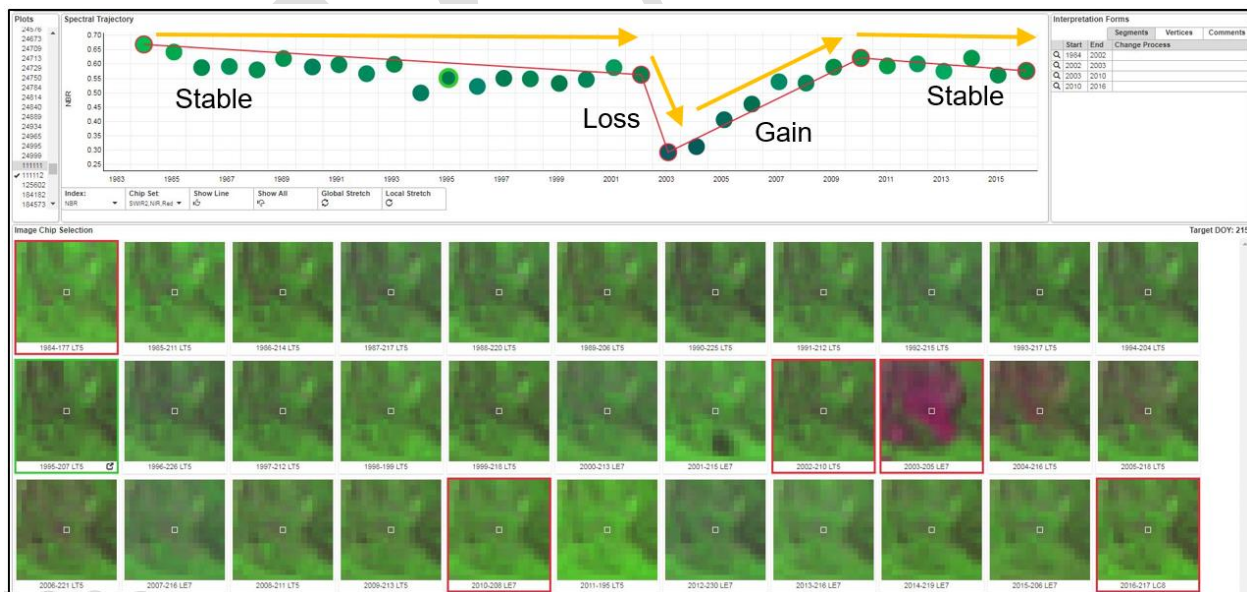 Plots
24576
24673
24709
24713
24729
24750
24784
24814
24840
24889
24934
24965
24995
24999
111111
111112
125602
184182
184573
Spectral Trajectory
NBR
0.70
0.65
0.60
0.55
0.50
0.45
0.40
0.35
0.30
0.25
Stable
Loss
Gain
Stable
1983 1985 1987 1989 1991 1993 1995 1997 1999 2001 2003 2005 2007 2009 2011 2013 2015
Index: Chip Set: Show Line Show All Global Stretch Local Stretch
NBR SWIR2,NIR,Red
Interpretation Forms
Segments Vertices Comments
Start End Change Process
1984 2002
2002 2003
2003 2010
2010 2016
Image Chip Selection Target DOY: 215
1984-177 LT5 1985-211 LT5 1986-214 LT5 1987-217 LT5 1988-220 LT5 1989-206 LT5 1990-225 LT5 1991-212 LT5 1992-215 LT5 1993-217 LT5 1994-204 LT5
1995-207 LT5 1996-226 LT5 1997-212 LT5 1998-199 LT5 1999-218 LT5 2000-213 LE7 2001-215 LE7 2002-210 LT5 2003-205 LE7 2004-216 LT5 2005-218 LT5
2006-221 LT5 2007-216 LE7 2008-211 LT5 2009-213 LT5 2010-208 LE7 2011-195 LT5 2012-230 LE7 2013-216 LE7 2014-219 LE7 2015-206 LE7 2016-217 LC8